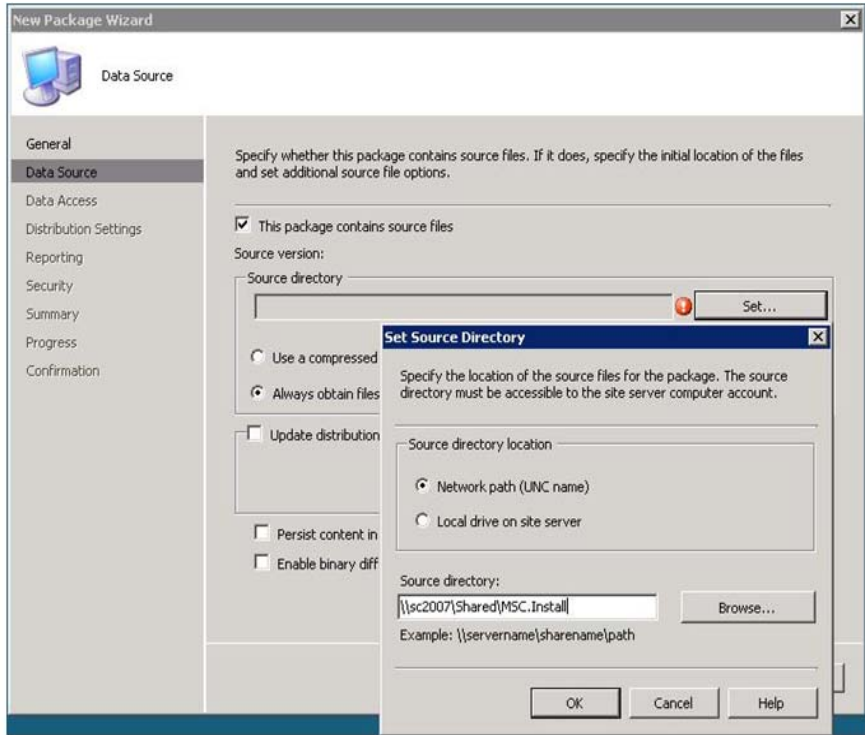 New Package Wizard
Data Source
General
Data Source
Data Access
Distribution Settings
Reporting
Security
Summary
Progress
Confirmation
Specify whether this package contains source files. If it does, specify the initial location of the files
and set additional source file options.
This package contains source files
Source version:
Source directory
Set...
Use a compressed
Always obtain files
Update distribution
Persist content in
Enable binary diff
Set Source Directory
Specify the location of the source files for the package. The source
directory must be accessible to the site server computer account.
Source directory location
Network path (UNC name)
Local drive on site server
Source directory:
\\sc2007\Shared\MSC.Install
Browse...
Example: \\servername\sharename\path
OK
Cancel
Help